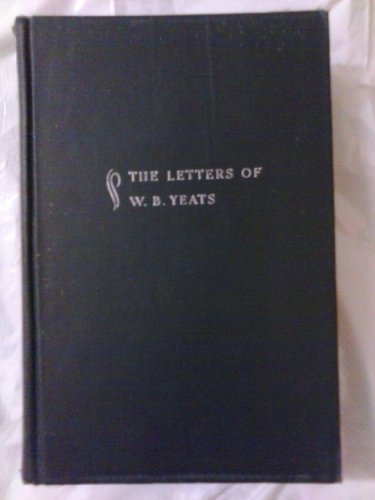 THE LETTERS OF
W. B. YEATS